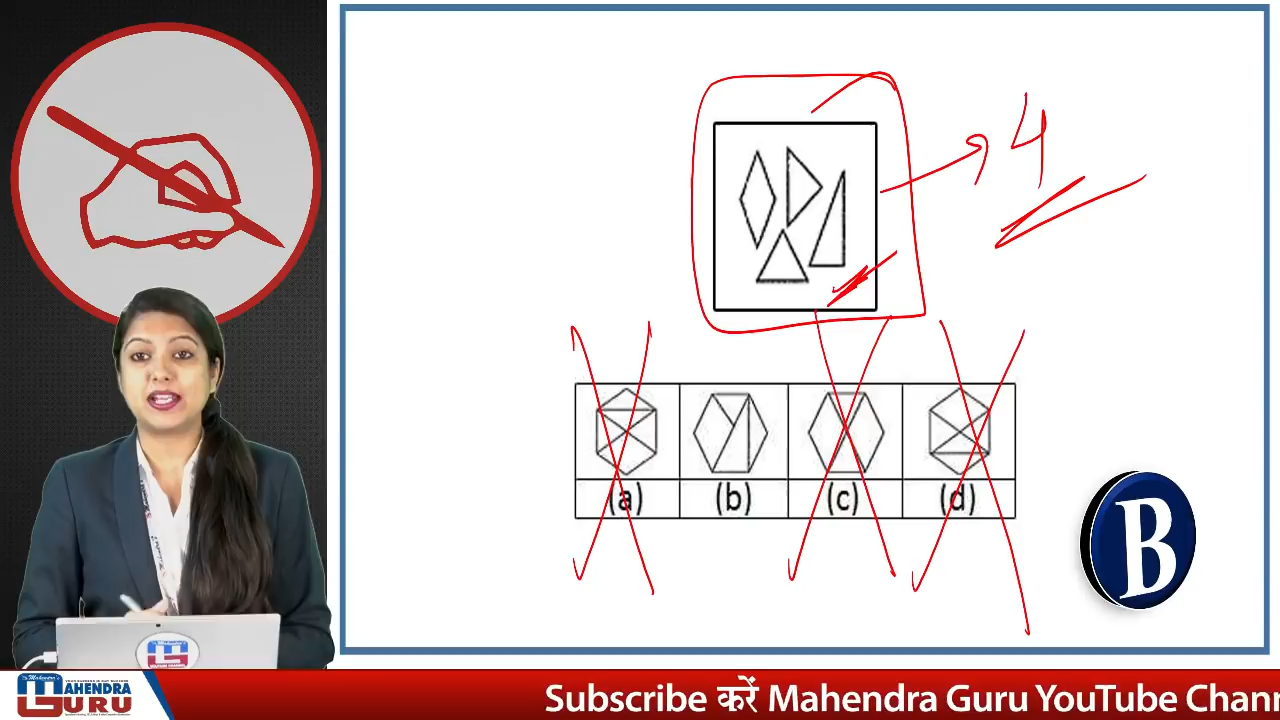 4
(a) (b) (c) (d)
B
MAHENDRA
GURU
Subscribe करें Mahendra Guru YouTube Chann